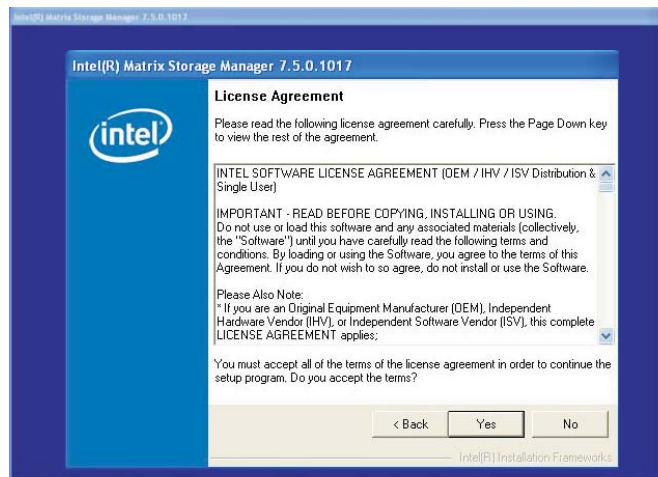 Intel(R) Matrix Storage Manager 7.5.0.1017
Intel(R) Matrix Storage Manager 7.5.0.1017
intel
License Agreement
Please read the following license agreement carefully. Press the Page Down key
to view the rest of the agreement.
INTEL SOFTWARE LICENSE AGREEMENT (OEM / IHV / ISV Distribution &
Single User)
IMPORTANT - READ BEFORE COPYING, INSTALLING OR USING.
Do not use or load this software and any associated materials (collectively,
the "Software") until you have carefully read the following terms and
conditions. By loading or using the Software, you agree to the terms of this
Agreement. If you do not wish to so agree, do not install or use the Software.
Please Also Note:
* If you are an Original Equipment Manufacturer (OEM), Independent
Hardware Vendor (IHV), or Independent Software Vendor (ISV), this complete
LICENSE AGREEMENT applies;
You must accept all of the terms of the license agreement in order to continue the
setup program. Do you accept the terms?
< Back Yes No
Intel(R) Installation Frameworks